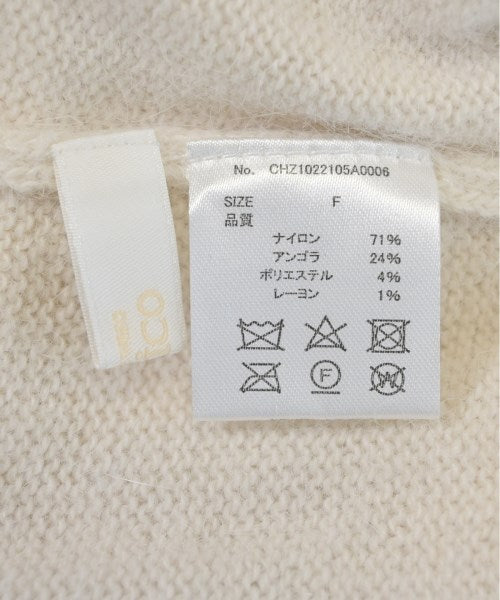 No. CHZ1022105A0006
SIZE F
品質
ナイロン 71%
アンゴラ 24%
ポリエステル 4%
レーヨン 1%
F
W